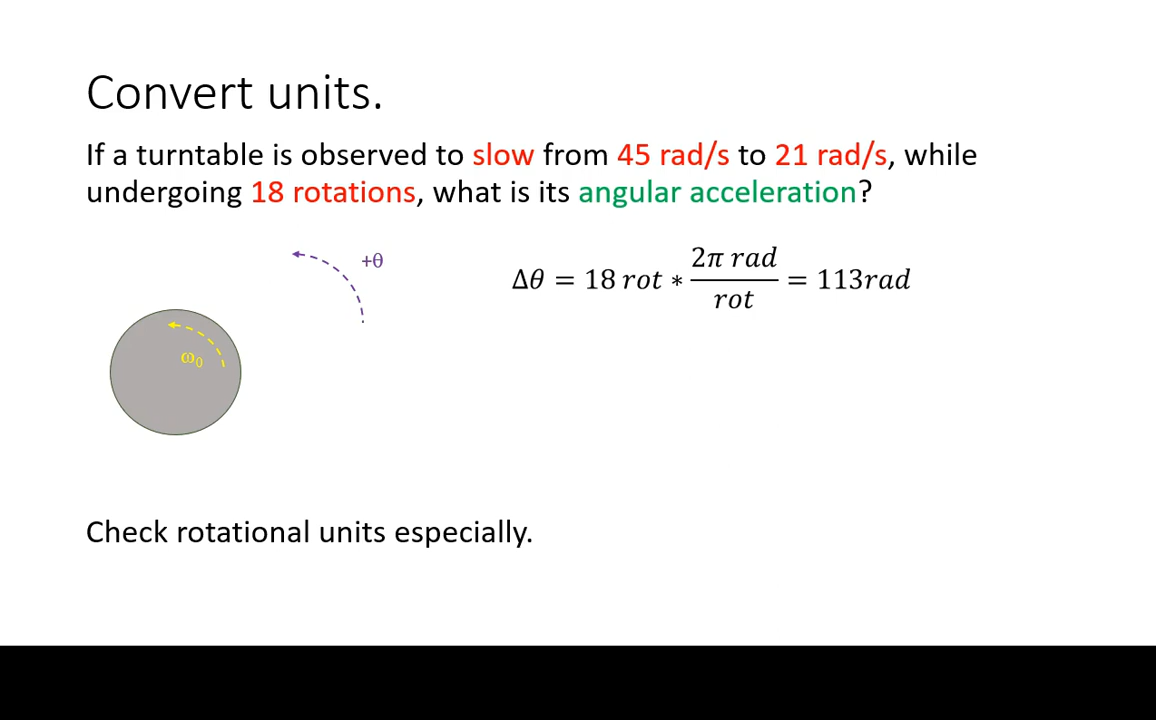 Convert units.
If a turntable is observed to slow from 45 rad/s to 21 rad/s, while
undergoing 18 rotations, what is its angular acceleration?
+θ
Δθ = 18 rot * 2π rad / rot = 113rad
ω₀
Check rotational units especially.